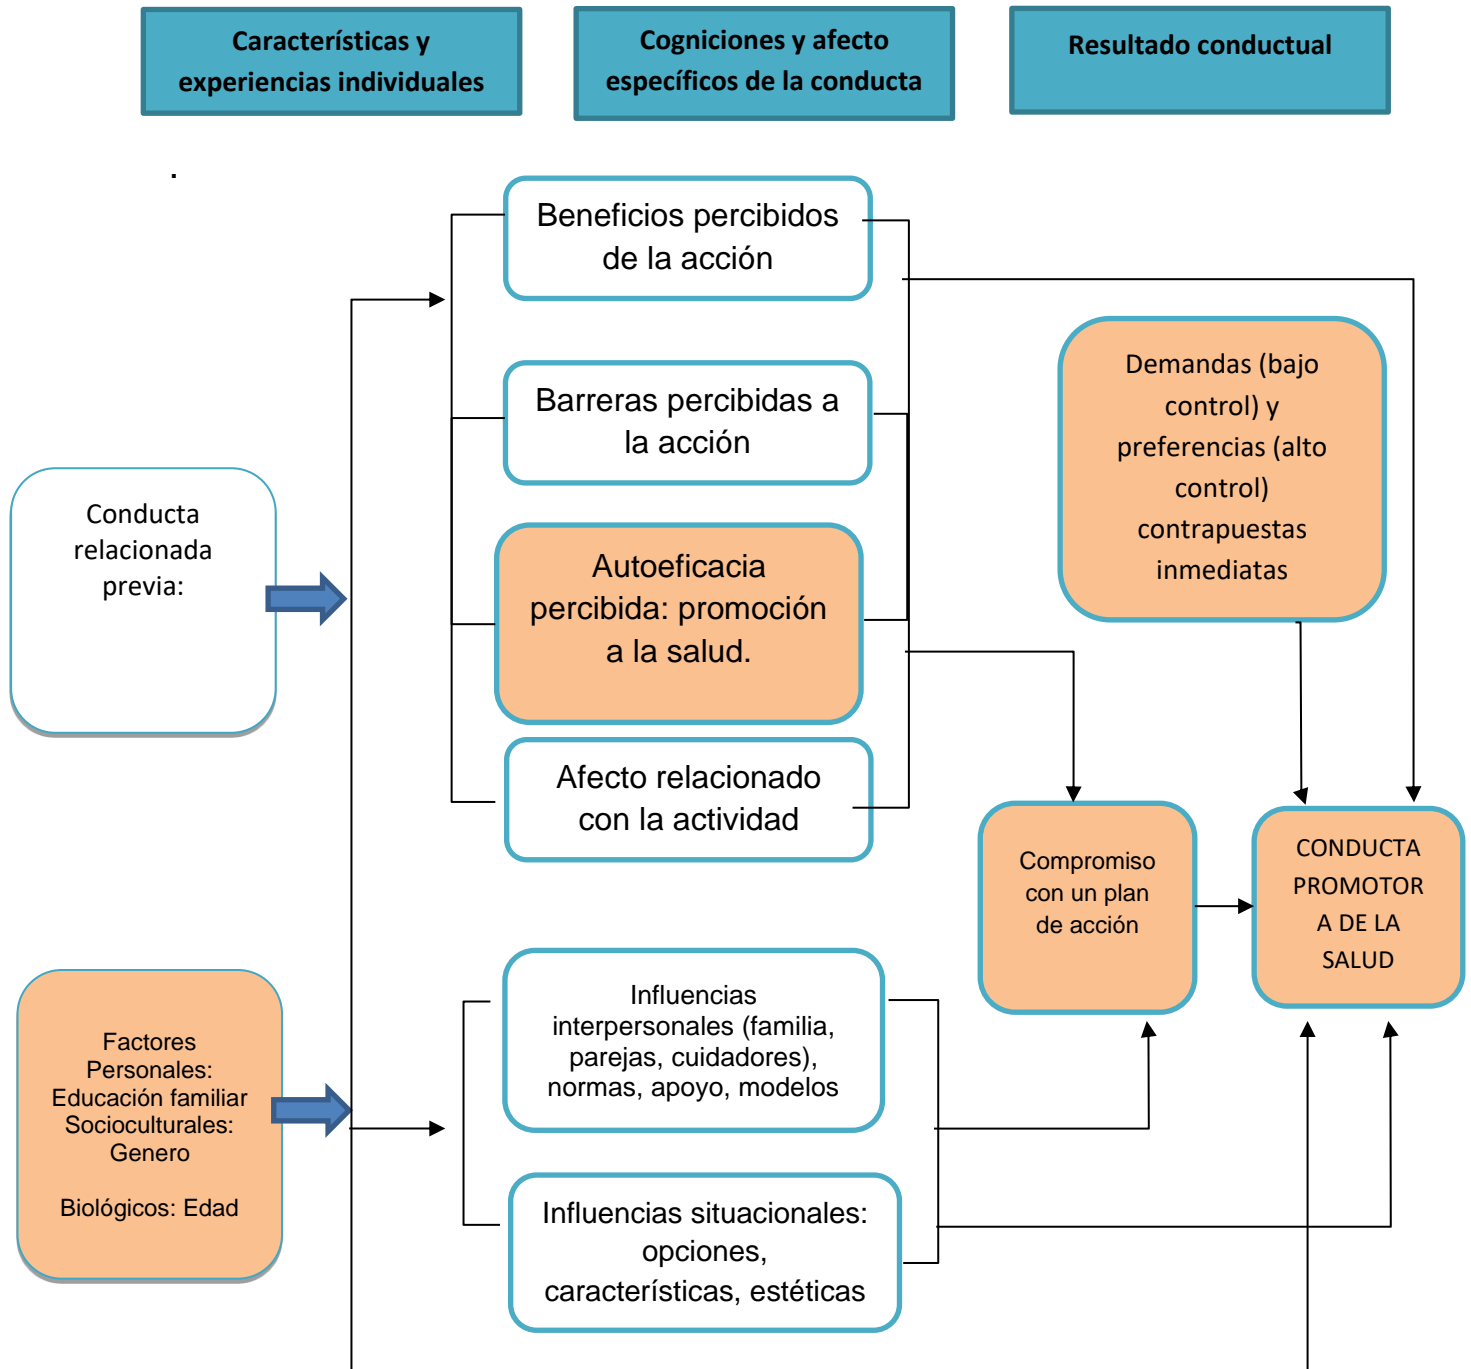 Características y
experiencias individuales
Cogniciones y afecto
específicos de la conducta
Resultado conductual
.
Beneficios percibidos
de la acción
Barreras percibidas a
la acción
Autoeficacia
percibida: promoción
a la salud.
Afecto relacionado
con la actividad
Demandas (bajo
control) y
preferencias (alto
control)
contrapuestas
inmediatas
Conducta
relacionada
previa:
Compromiso
con un plan
de acción
CONDUCTA
PROMOTOR
A DE LA
SALUD
Factores
Personales:
Educación familiar
Socioculturales:
Genero
Biológicos: Edad
Influencias
interpersonales (familia,
parejas, cuidadores),
normas, apoyo, modelos
Influencias situacionales:
opciones,
características, estéticas